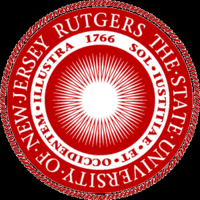 RUTGERS THE STATE UNIVERSITY OF NEW JERSEY
SOL · IUSTITIAE · ET · OCCIDENTEM · ILLUSTRA
1766